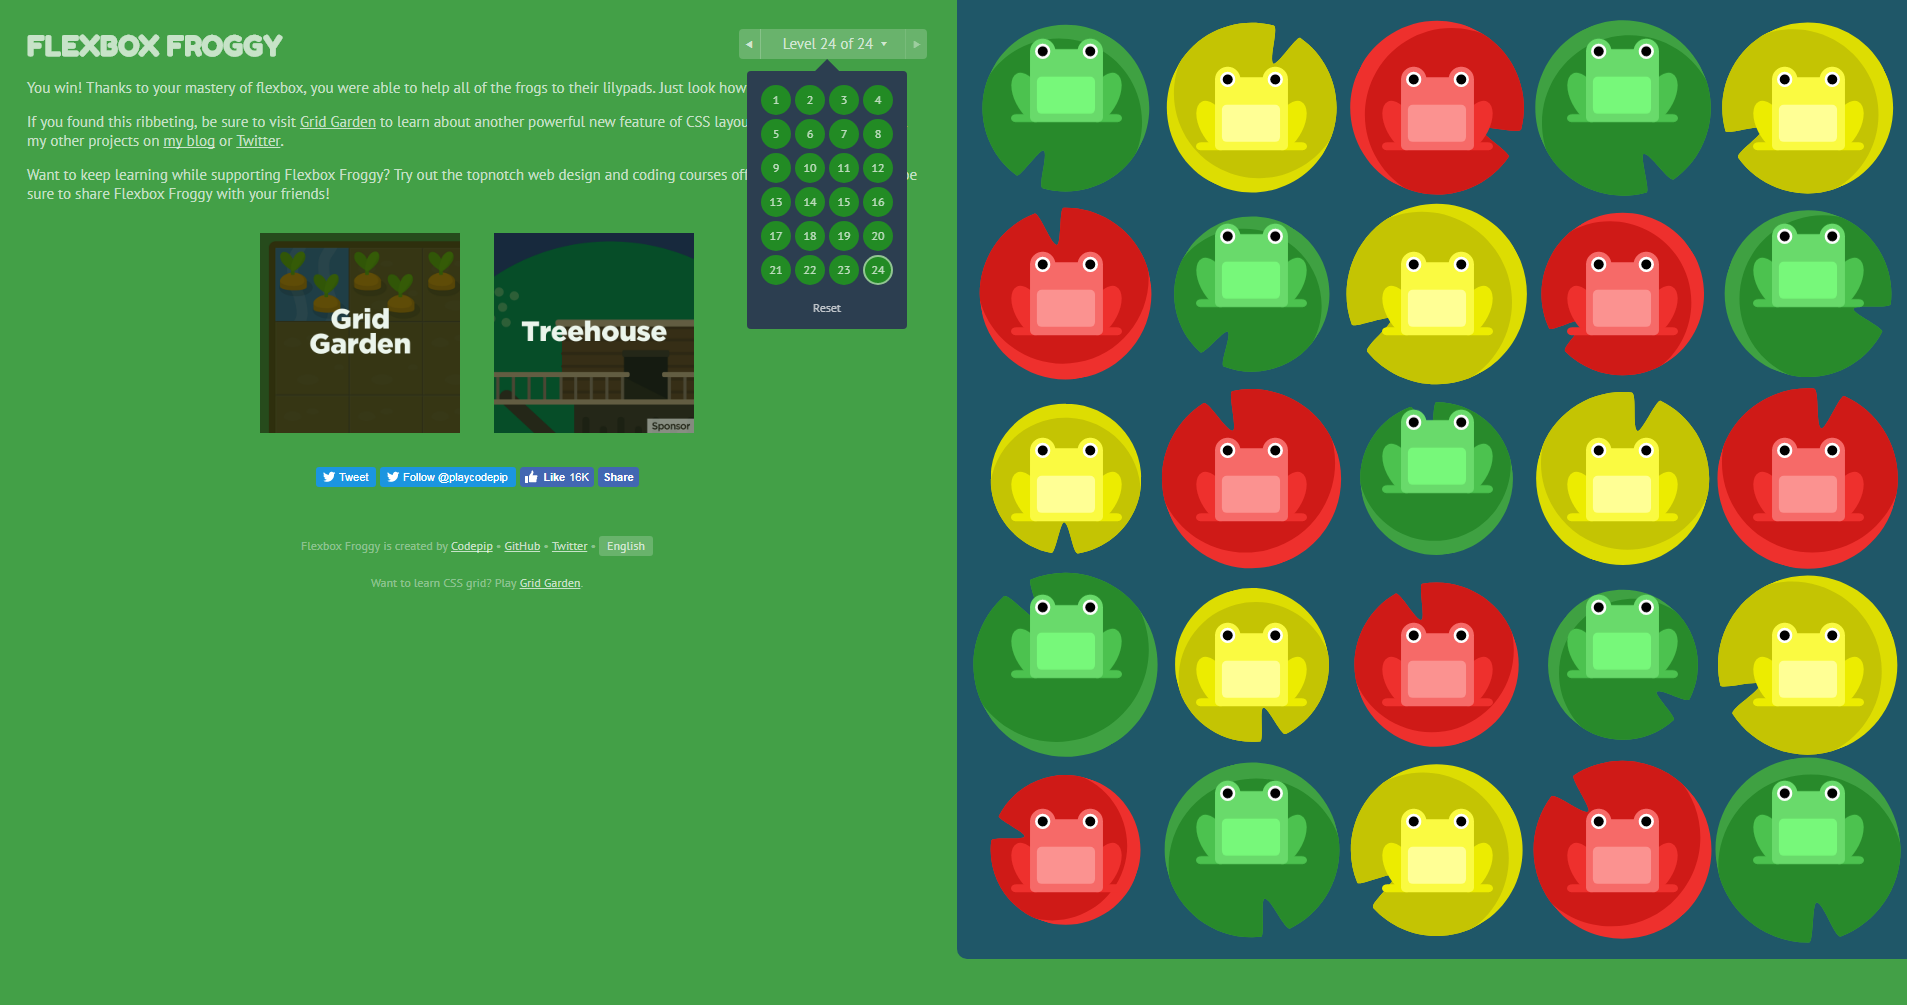 FLEXBOX FROGGY
◄ Level 24 of 24 ▼ ►
You win! Thanks to your mastery of flexbox, you were able to help all of the frogs to their lilypads. Just look how
If you found this ribbeting, be sure to visit Grid Garden to learn about another powerful new feature of CSS layou
my other projects on my blog or Twitter.
Want to keep learning while supporting Flexbox Froggy? Try out the topnotch web design and coding courses off be
sure to share Flexbox Froggy with your friends!
1 2 3 4
5 6 7 8
9 10 11 12
13 14 15 16
17 18 19 20
21 22 23 24
Reset
Grid
Garden
Treehouse
Sponsor
Tweet Follow @playcodepip Like 16K Share
Flexbox Froggy is created by Codepip • GitHub • Twitter • English
Want to learn CSS grid? Play Grid Garden.